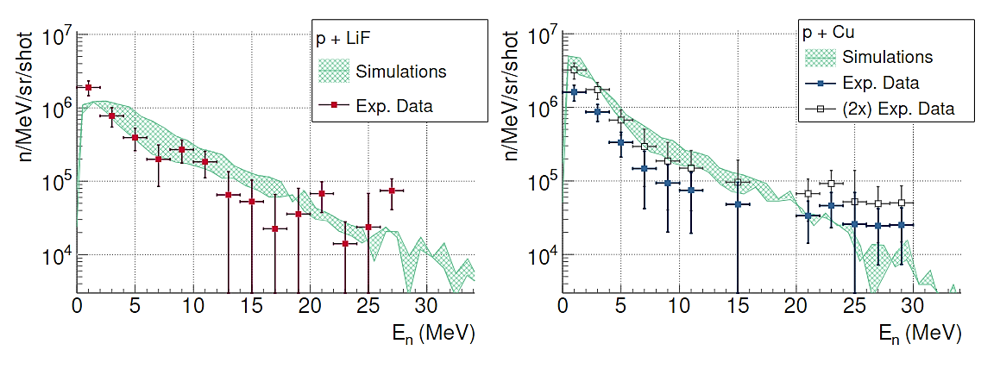 n/MeV/sr/shot
10⁷
10⁶
10⁵
10⁴
p + LiF
Simulations
Exp. Data
0 5 10 15 20 25 30
Eₙ (MeV)
n/MeV/sr/shot
10⁷
10⁶
10⁵
10⁴
p + Cu
Simulations
Exp. Data
(2x) Exp. Data
0 5 10 15 20 25 30
Eₙ (MeV)